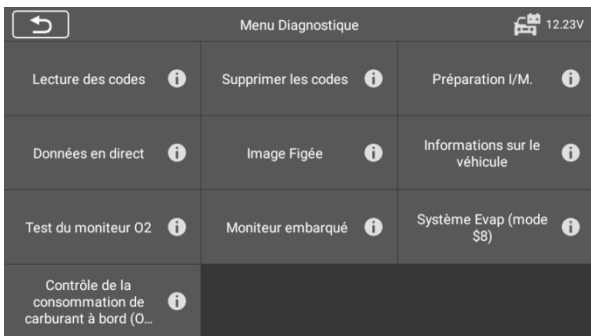 Menu Diagnostique
12.23V
Lecture des codes
Supprimer les codes
Préparation I/M.
Données en direct
Image Figée
Informations sur le
véhicule
Test du moniteur O2
Moniteur embarqué
Système Evap (mode
$8)
Contrôle de la
consommation de
carburant à bord (O...